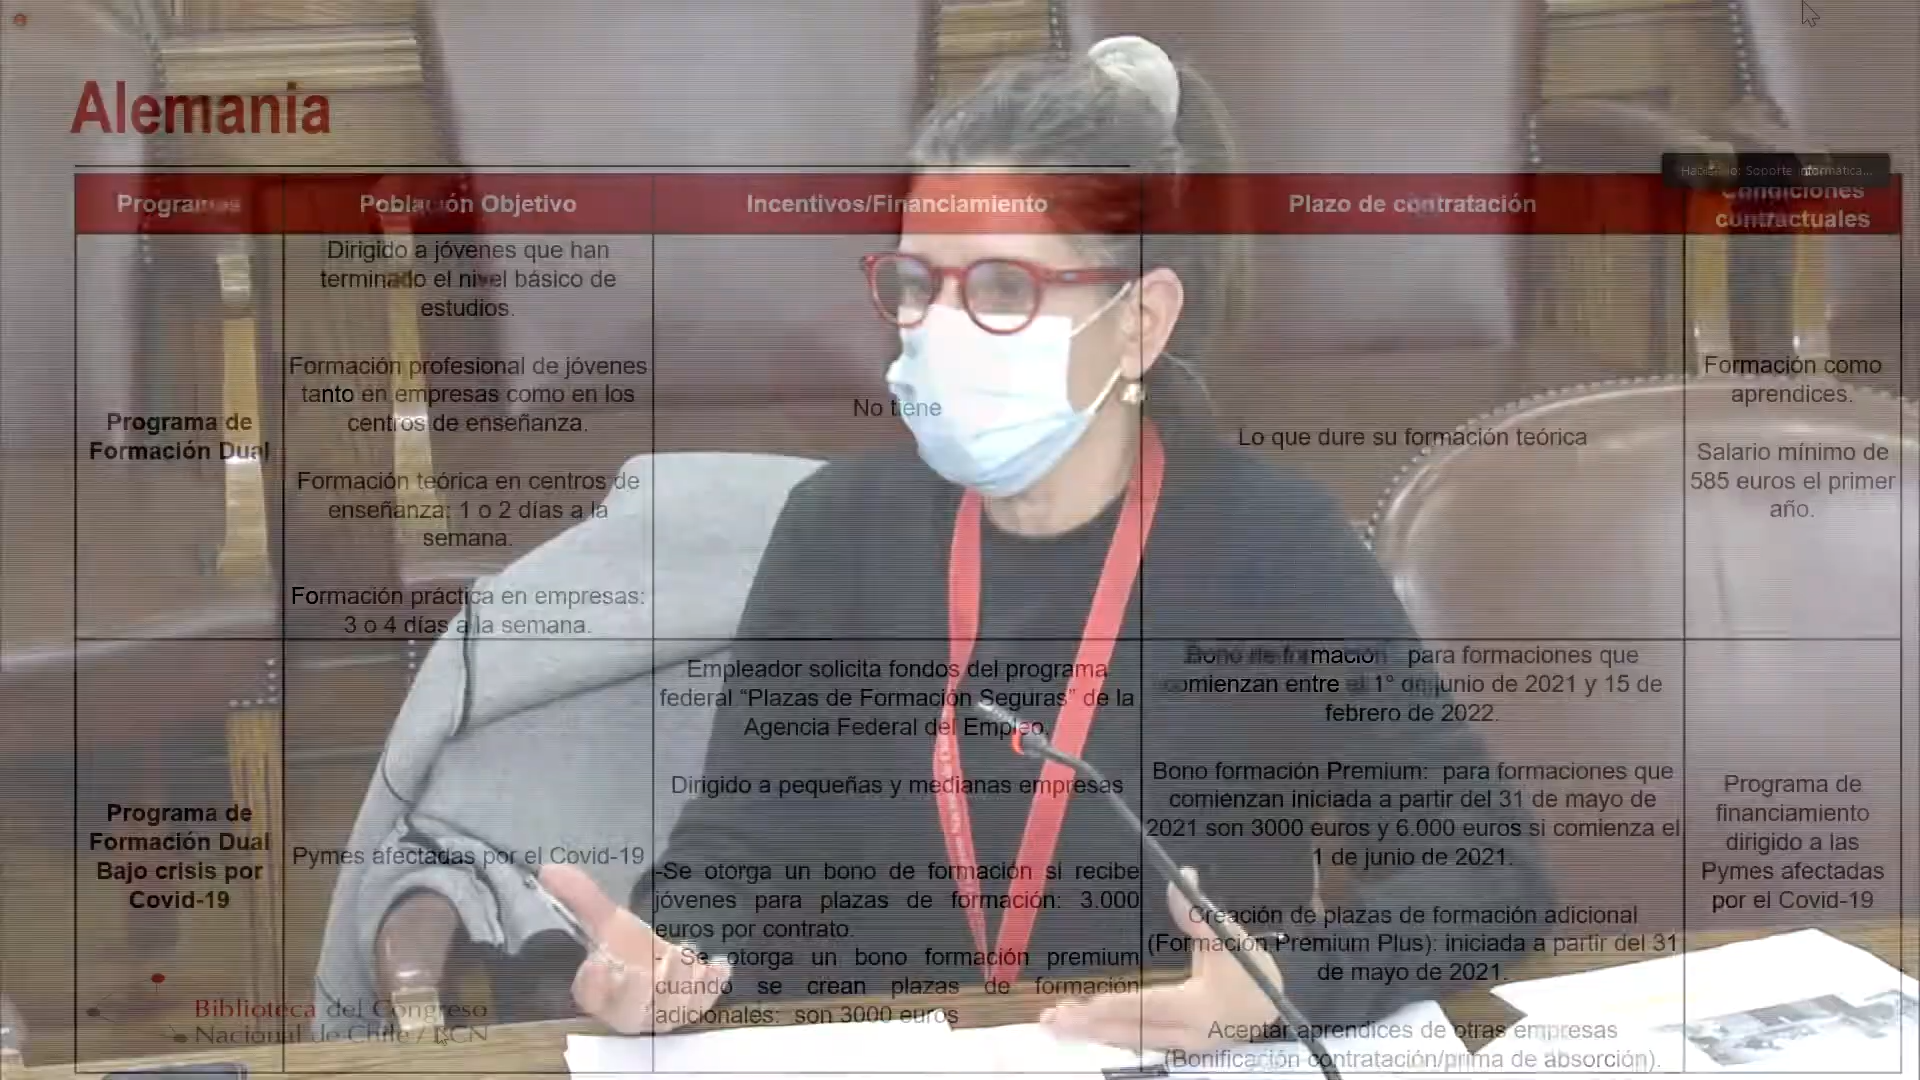 Alemania
Hablando: Soporte Informatica...
Programas
Población Objetivo
Incentivos/Financiamiento
Plazo de contratación
Condiciones
contractuales
Programa de
Formación Dual
Dirigido a jóvenes que han
terminado el nivel básico de
estudios.
Formación profesional de jóvenes
tanto en empresas como en los
centros de enseñanza.
Formación teórica en centros de
enseñanza: 1 o 2 días a la
semana.
Formación práctica en empresas:
3 o 4 días a la semana.
No tiene
Lo que dure su formación teórica
Formación como
aprendices.
Salario mínimo de
585 euros el primer
año.
Programa de
Formación Dual
Bajo crisis por
Covid-19
Pymes afectadas por el Covid-19
Empleador solicita fondos del programa
federal “Plazas de Formación Seguras” de la
Agencia Federal del Empleo.
Dirigido a pequeñas y medianas empresas
-Se otorga un bono de formación si recibe
jóvenes para plazas de formación: 3.000
euros por contrato.
- Se otorga un bono formación premium
cuando se crean plazas de formación
adicionales: son 3000 euros
Bono de formación para formaciones que
comienzan entre el 1° de junio de 2021 y 15 de
febrero de 2022.
Bono formación Premium: para formaciones que
comienzan iniciada a partir del 31 de mayo de
2021 son 3000 euros y 6.000 euros si comienza el
1 de junio de 2021.
Creación de plazas de formación adicional
(Formación Premium Plus): iniciada a partir del 31
de mayo de 2021.
Aceptar aprendices de otras empresas
(Bonificación contratación/prima de absorción).
Programa de
financiamiento
dirigido a las
Pymes afectadas
por el Covid-19
Biblioteca del Congreso
Nacional de Chile / BCN